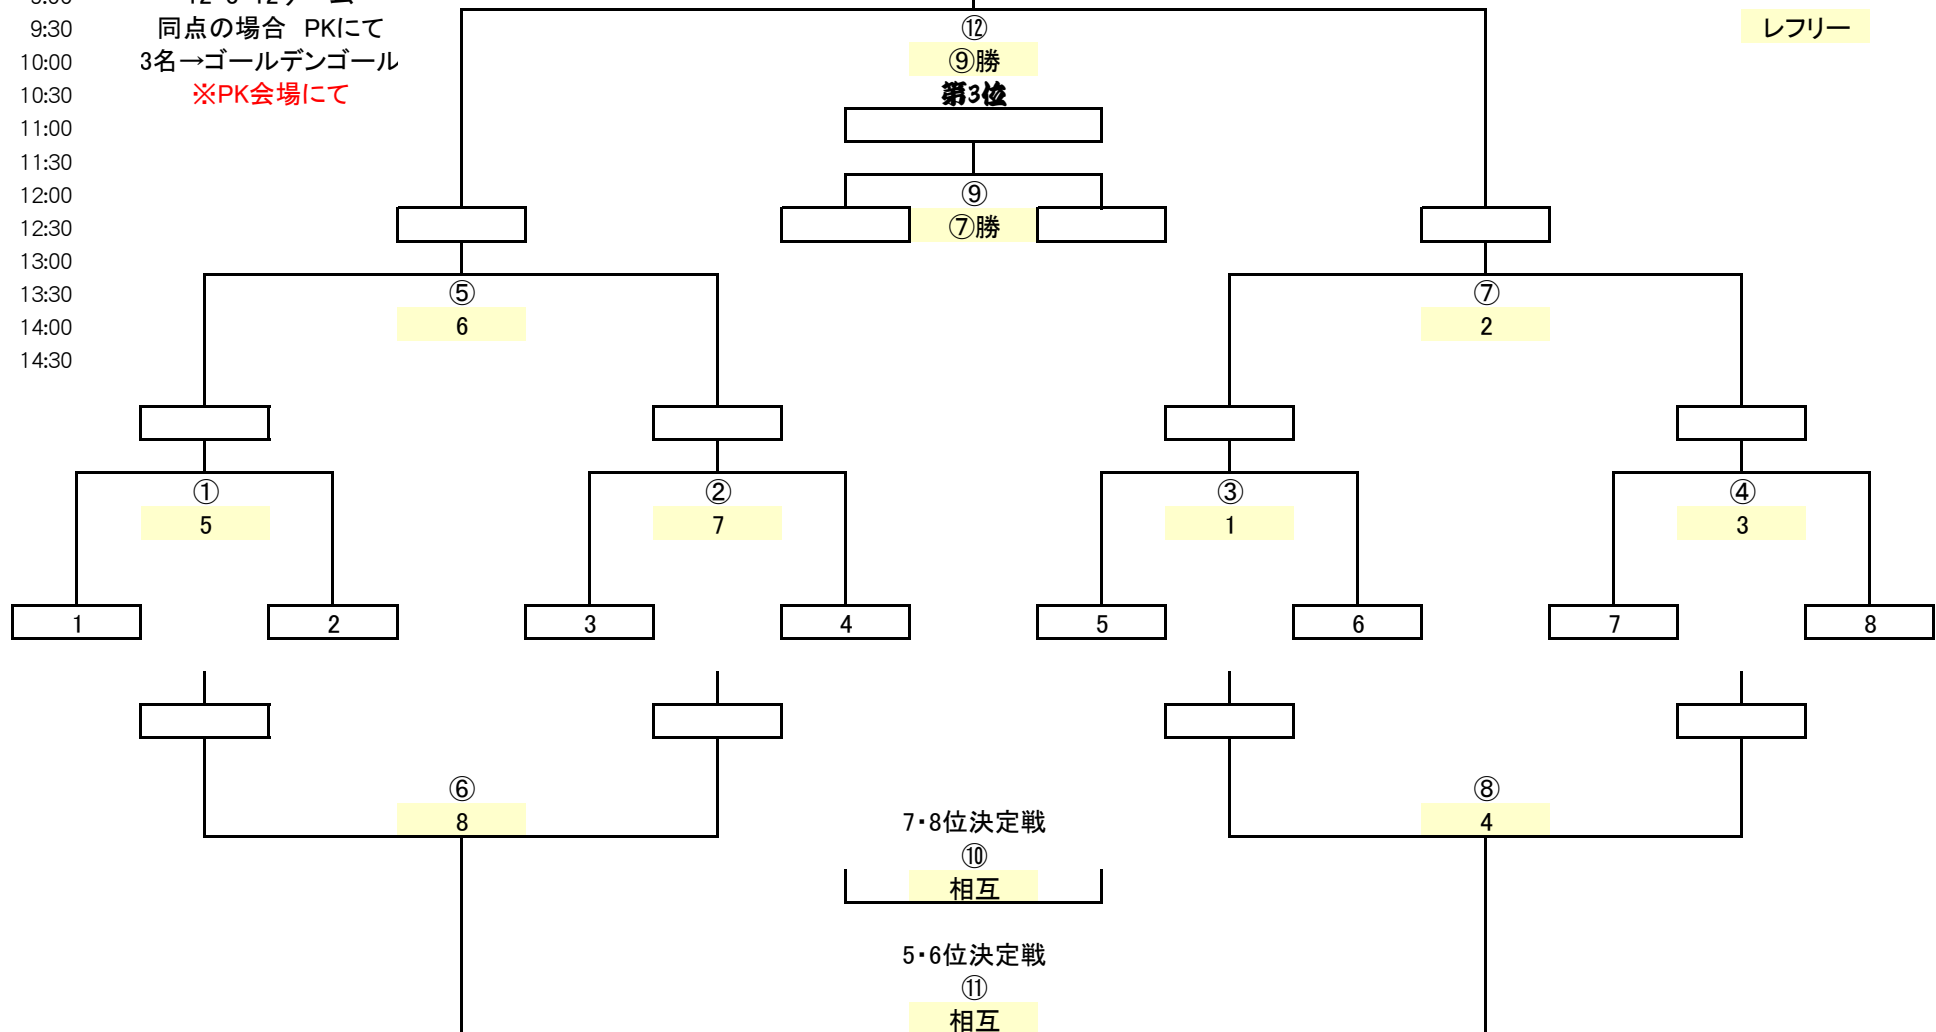 9:30 同点の場合 PKにて ⑫ レフリー
10:00 3名→ゴールデンゴール ⑨勝
10:30 ※PK会場にて 第3位
11:00
11:30
12:00 ⑨
12:30 ⑦勝
13:00
13:30 ⑤ ⑦
14:00 6 2
14:30
① ② ③ ④
5 7 1 3
1 2 3 4 5 6 7 8
⑥ ⑧
8 7・8位決定戦 4
⑩
相互
5・6位決定戦
⑪
相互